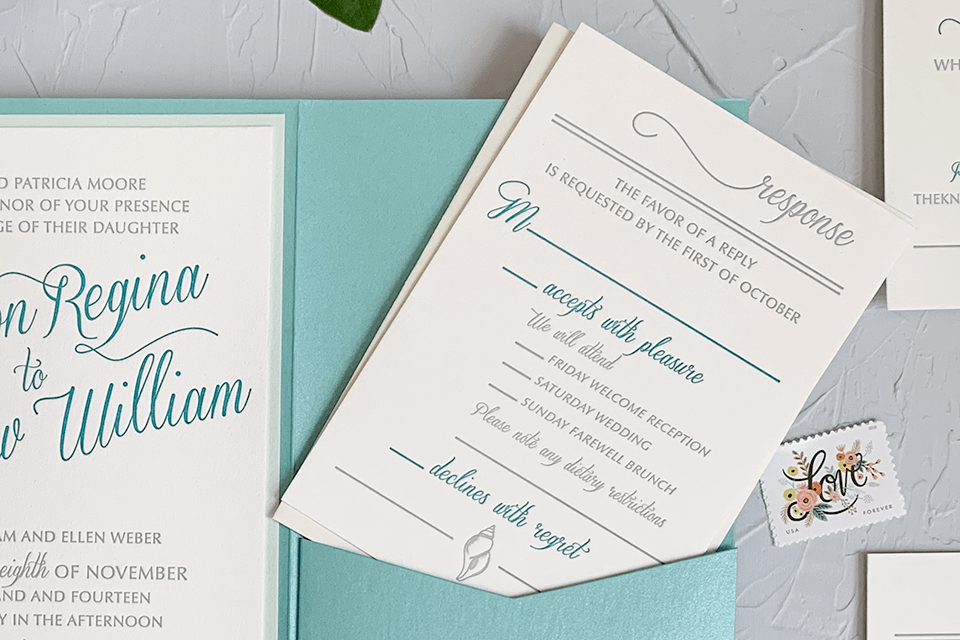 PATRICIA MOORE
OF YOUR PRESENCE
OF THEIR DAUGHTER
Regina
to
William
AND ELLEN WEBER
eighth OF NOVEMBER
AND FOURTEEN
IN THE AFTERNOON
response
THE FAVOR OF A REPLY
IS REQUESTED BY THE FIRST OF OCTOBER
M
accepts with pleasure
We will attend
FRIDAY WELCOME RECEPTION
SATURDAY WEDDING
SUNDAY FAREWELL BRUNCH
Please note any dietary restrictions
declines with regret
love
USA FOREVER
WH
THEKN